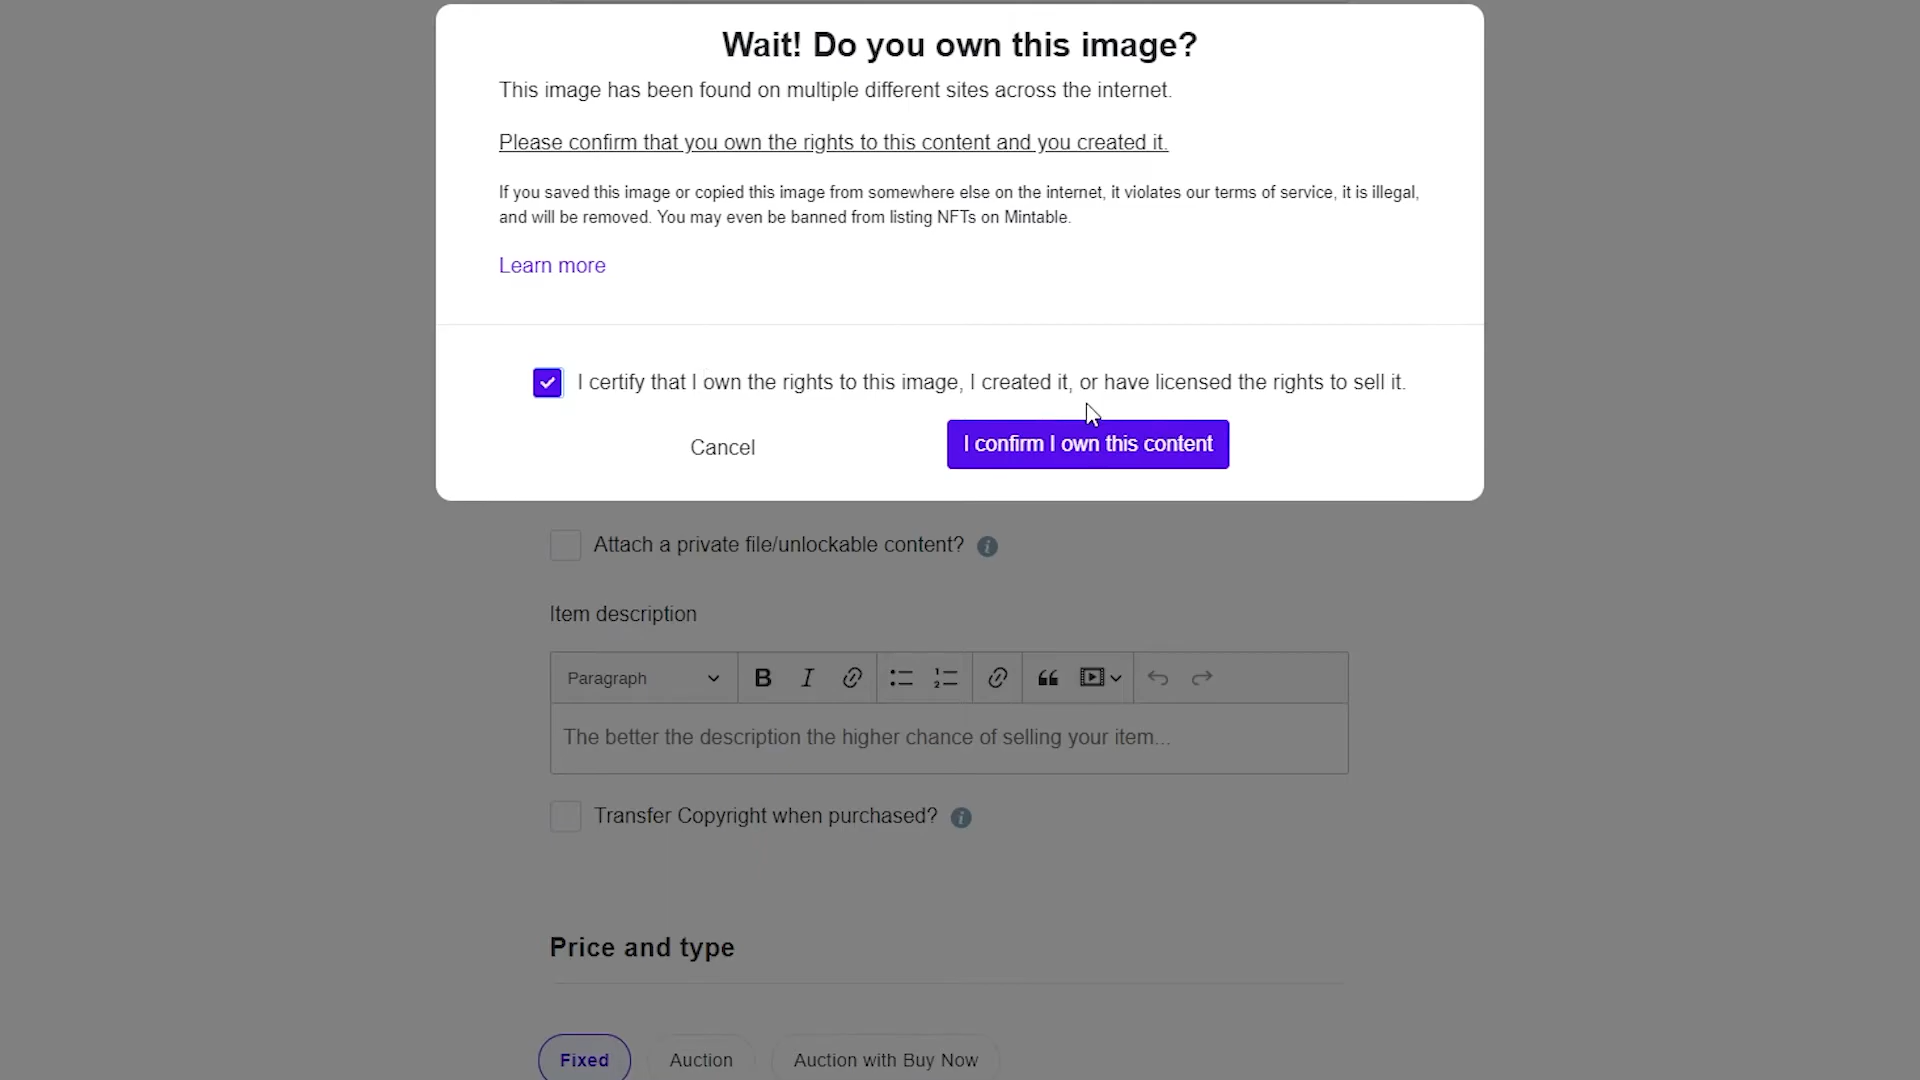 Wait! Do you own this image?
This image has been found on multiple different sites across the internet.
Please confirm that you own the rights to this content and you created it.
If you saved this image or copied this image from somewhere else on the internet, it violates our terms of service, it is illegal,
and will be removed. You may even be banned from listing NFTs on Mintable.
Learn more
I certify that I own the rights to this image, I created it, or have licensed the rights to sell it.
Cancel
I confirm I own this content
Attach a private file/unlockable content?
Item description
Paragraph
The better the description the higher chance of selling your item...
Transfer Copyright when purchased?
Price and type
Fixed
Auction
Auction with Buy Now